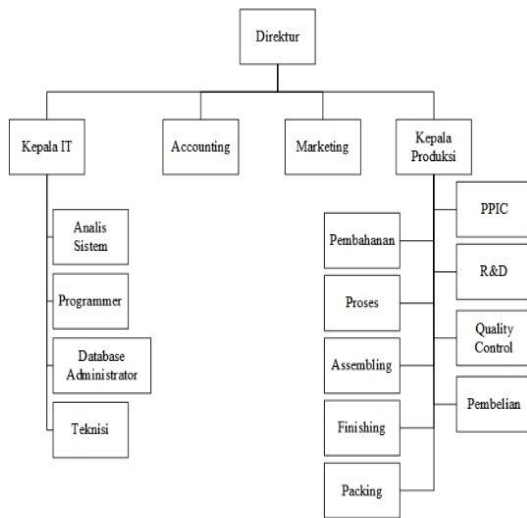 Direktur
Kepala IT
Accounting
Marketing
Kepala
Produksi
Analis
Sistem
Programmer
Database
Administrator
Teknisi
Pembahanan
Proses
Assembling
Finishing
Packing
PPIC
R&D
Quality
Control
Pembelian